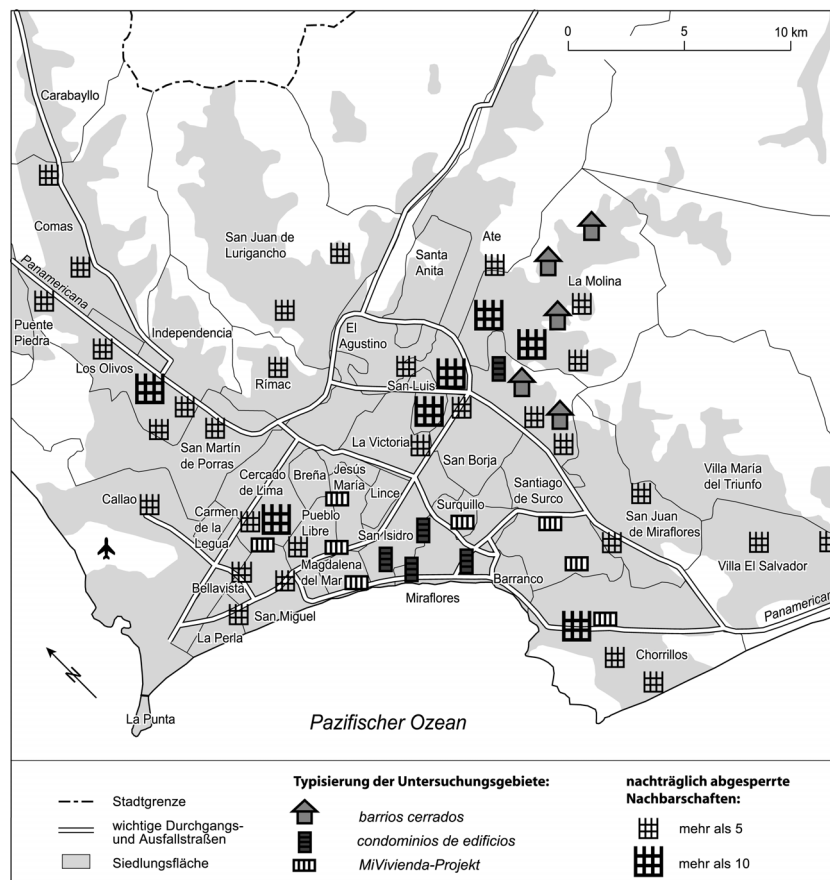 0 5 10 km
Carabayllo
Comas
San Juan de
Lurigancho
Santa
Anita
Ate
La Molina
Panamericana
Puente
Piedra
Independencia
Los Olivos
El
Agustino
Rímac
San Luis
San Martín
de Porras
La Victoria
San Borja
Cercado
de Lima
Breña
Jesús
María
Lince
Villa María
del Triunfo
Callao
Carmen
de la
Legua
Pueblo
Libre
Surquillo
Santiago
de Surco
San Juan
de Miraflores
San Isidro
Villa El Salvador
Magdalena
del Mar
Bellavista
Barranco
Miraflores
San Miguel
Panamericana
La Perla
Chorrillos
N
La Punta
Pazifischer Ozean
Stadtgrenze
wichtige Durchgangs-
und Ausfallstraßen
Siedlungsfläche
Typisierung der Untersuchungsgebiete:
barrios cerrados
condominios de edificios
MiVivienda-Projekt
nachträglich abgesperrte
Nachbarschaften:
mehr als 5
mehr als 10